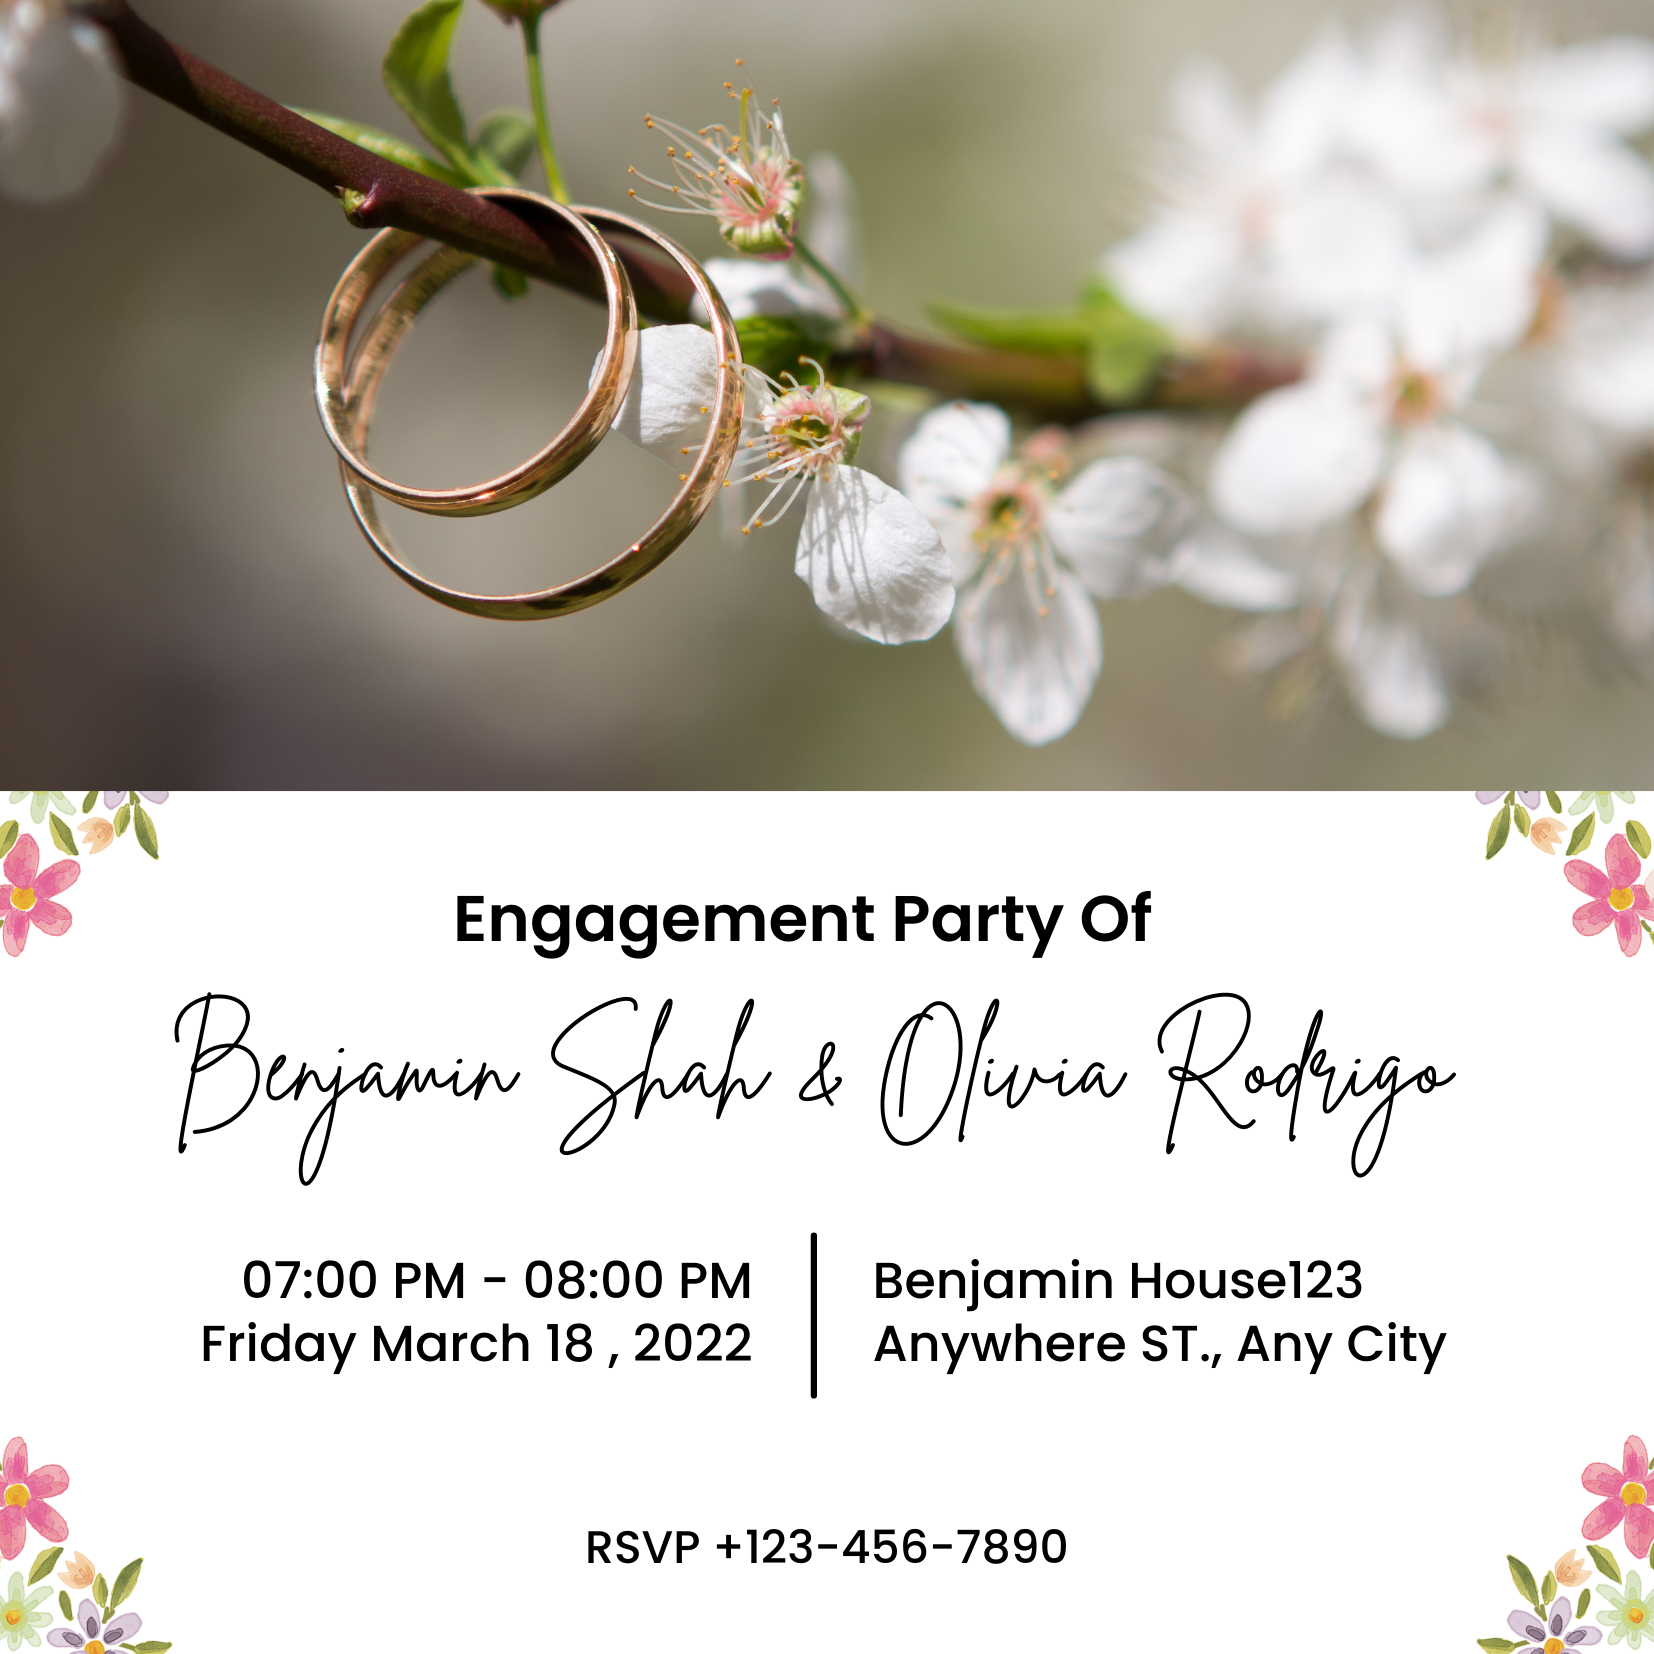 Engagement Party Of
Benjamin Shah & Olivia Rodrigo
07:00 PM - 08:00 PM
Friday March 18 , 2022
Benjamin House123
Anywhere ST., Any City
RSVP +123-456-7890